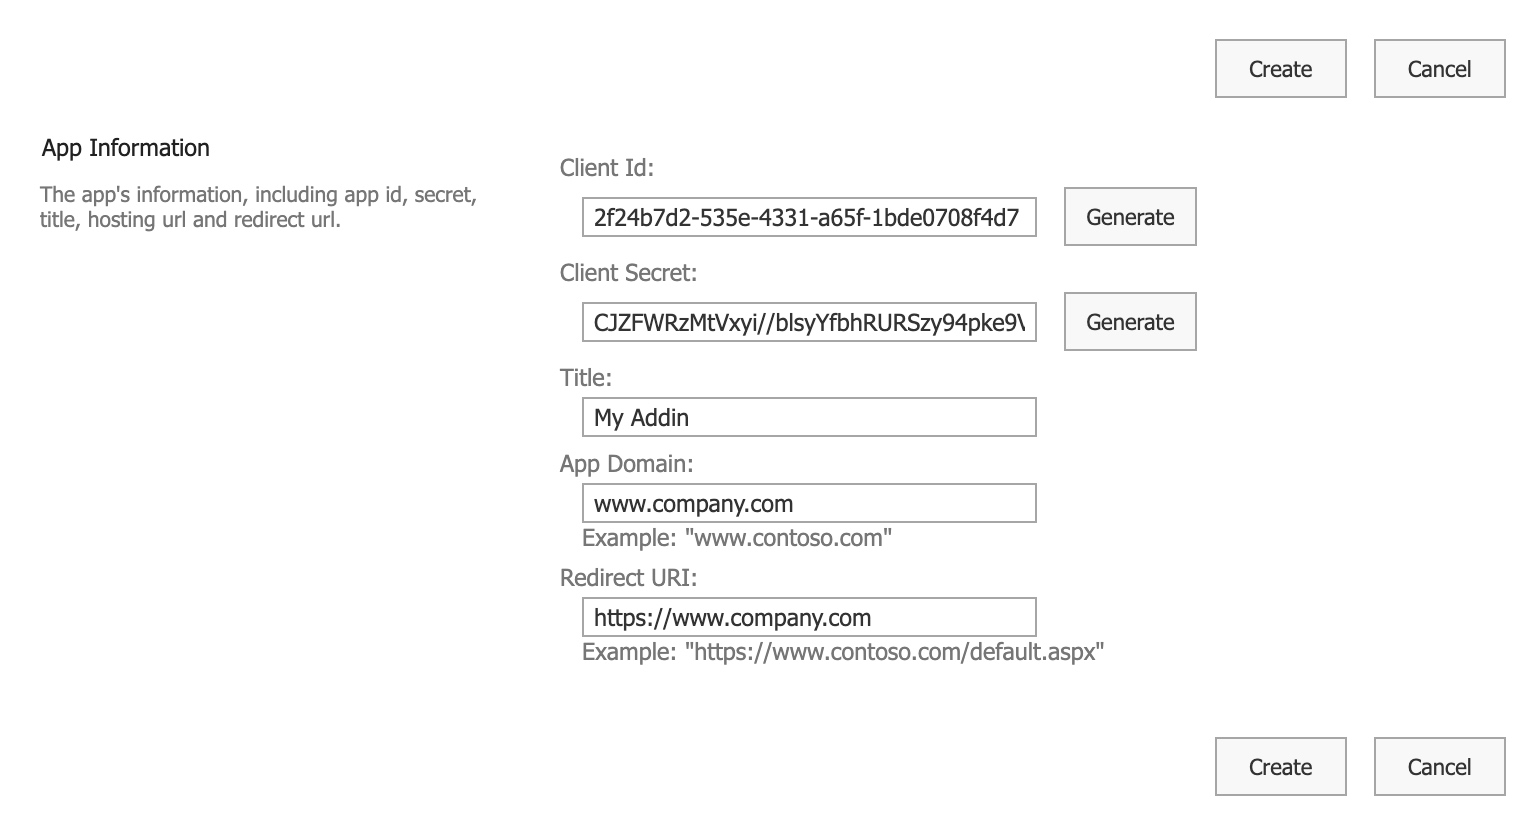 Create Cancel
App Information
The app's information, including app id, secret,
title, hosting url and redirect url.
Client Id:
2f24b7d2-535e-4331-a65f-1bde0708f4d7 Generate
Client Secret:
CJZFWRzMtVxyi//blsyYfbhRURSzy94pke9V Generate
Title:
My Addin
App Domain:
www.company.com
Example: "www.contoso.com"
Redirect URI:
https://www.company.com
Example: "https://www.contoso.com/default.aspx"
Create Cancel